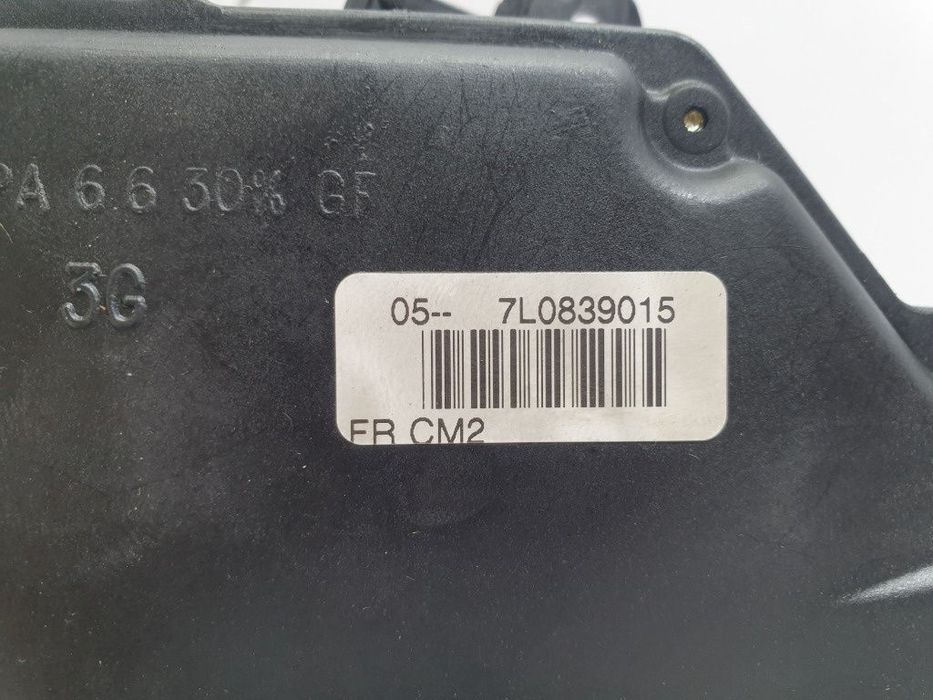 PA 6.6 30% GF
3G
05-- 7L0839015
FR CM2